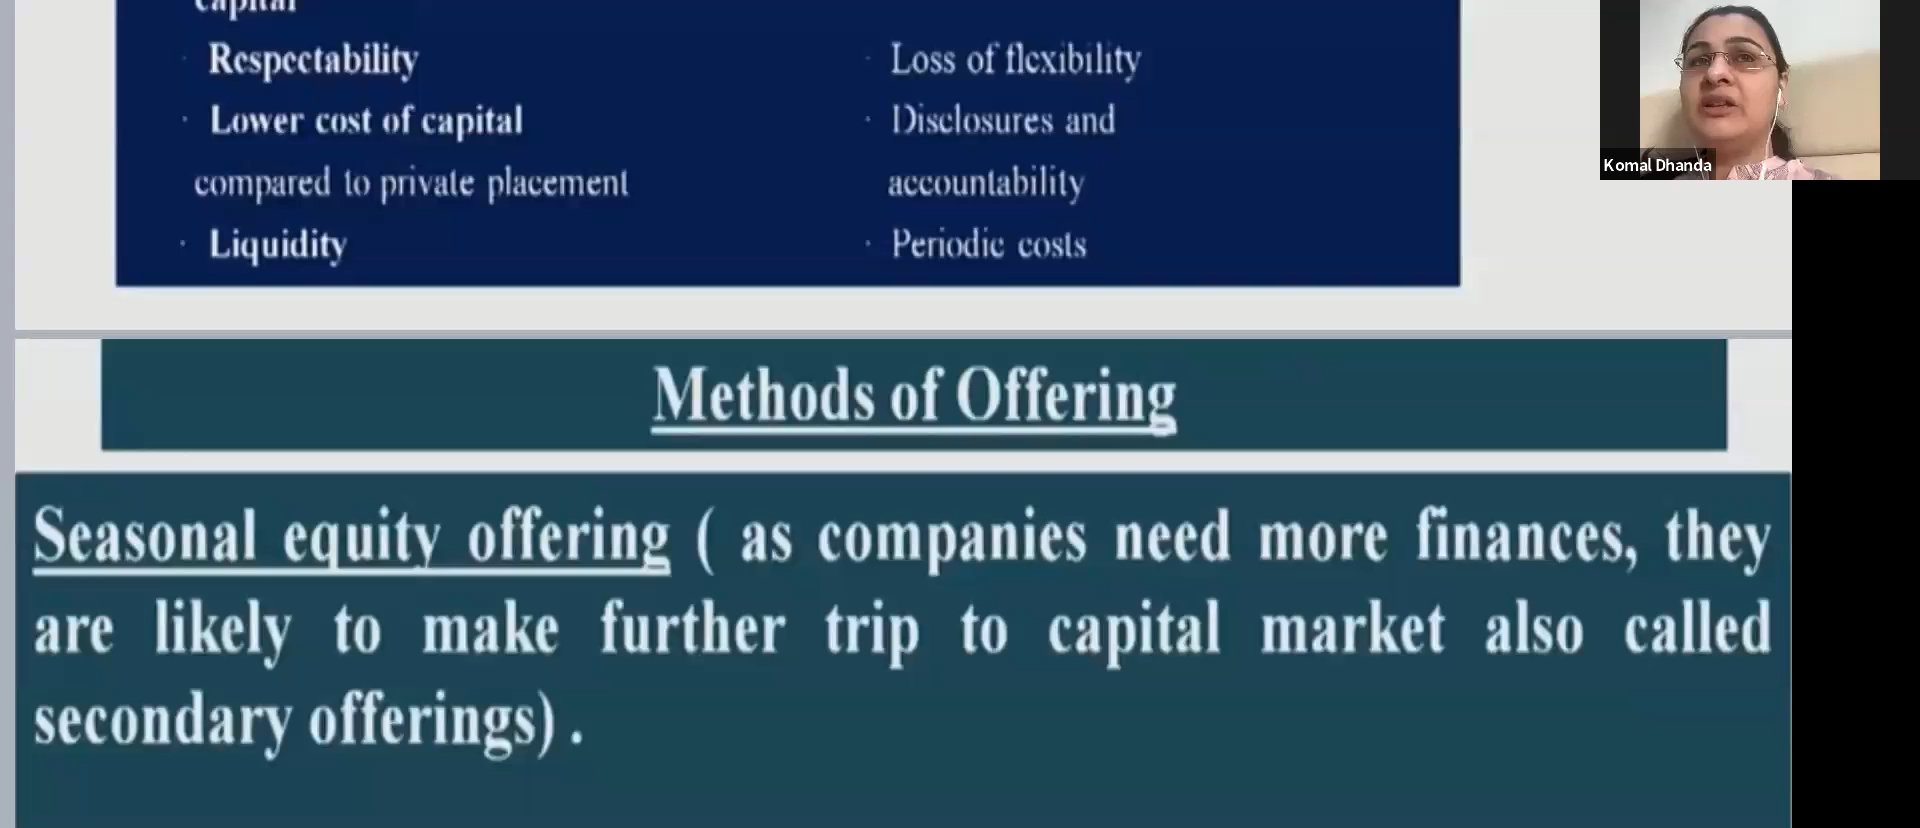 capital
Respectability
Loss of flexibility
Lower cost of capital
Disclosures and
compared to private placement
accountability
Liquidity
Periodic costs
Komal Dhanda
Methods of Offering
Seasonal equity offering ( as companies need more finances, they
are likely to make further trip to capital market also called
secondary offerings) .